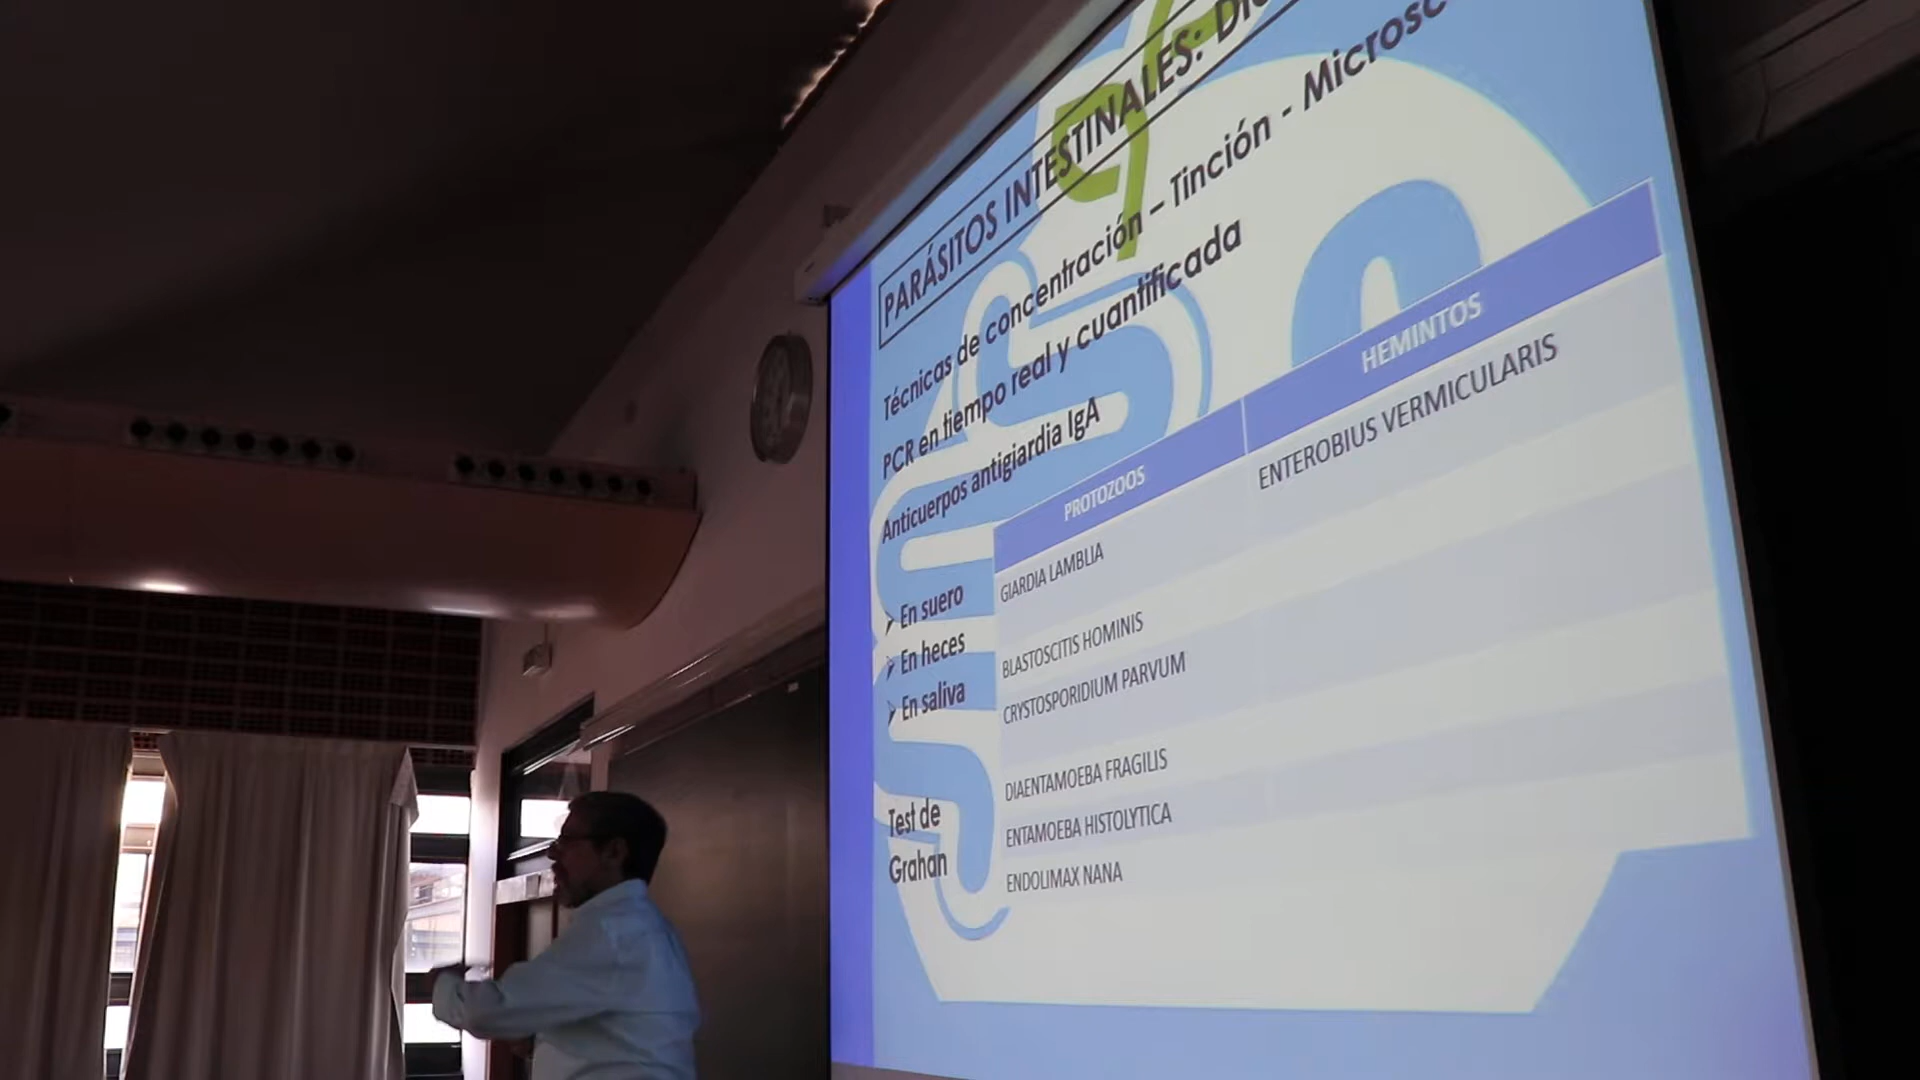 PARÁSITOS INTESTINALES:
Técnicas de concentración – Tinción -
PCR en tiempo real y cuantificada
Anticuerpos antigiardia IgA
En suero
En heces
En saliva
Test de
Grahan
PROTOZOOS HEMINTOS
GIARDIA LAMBLIA ENTEROBIUS VERMICULARIS
BLASTOSCITIS HOMINIS
CRYSTOSPORIDIUM PARVUM
DIAENTAMOEBA FRAGILIS
ENTAMOEBA HISTOLYTICA
ENDOLIMAX NANA